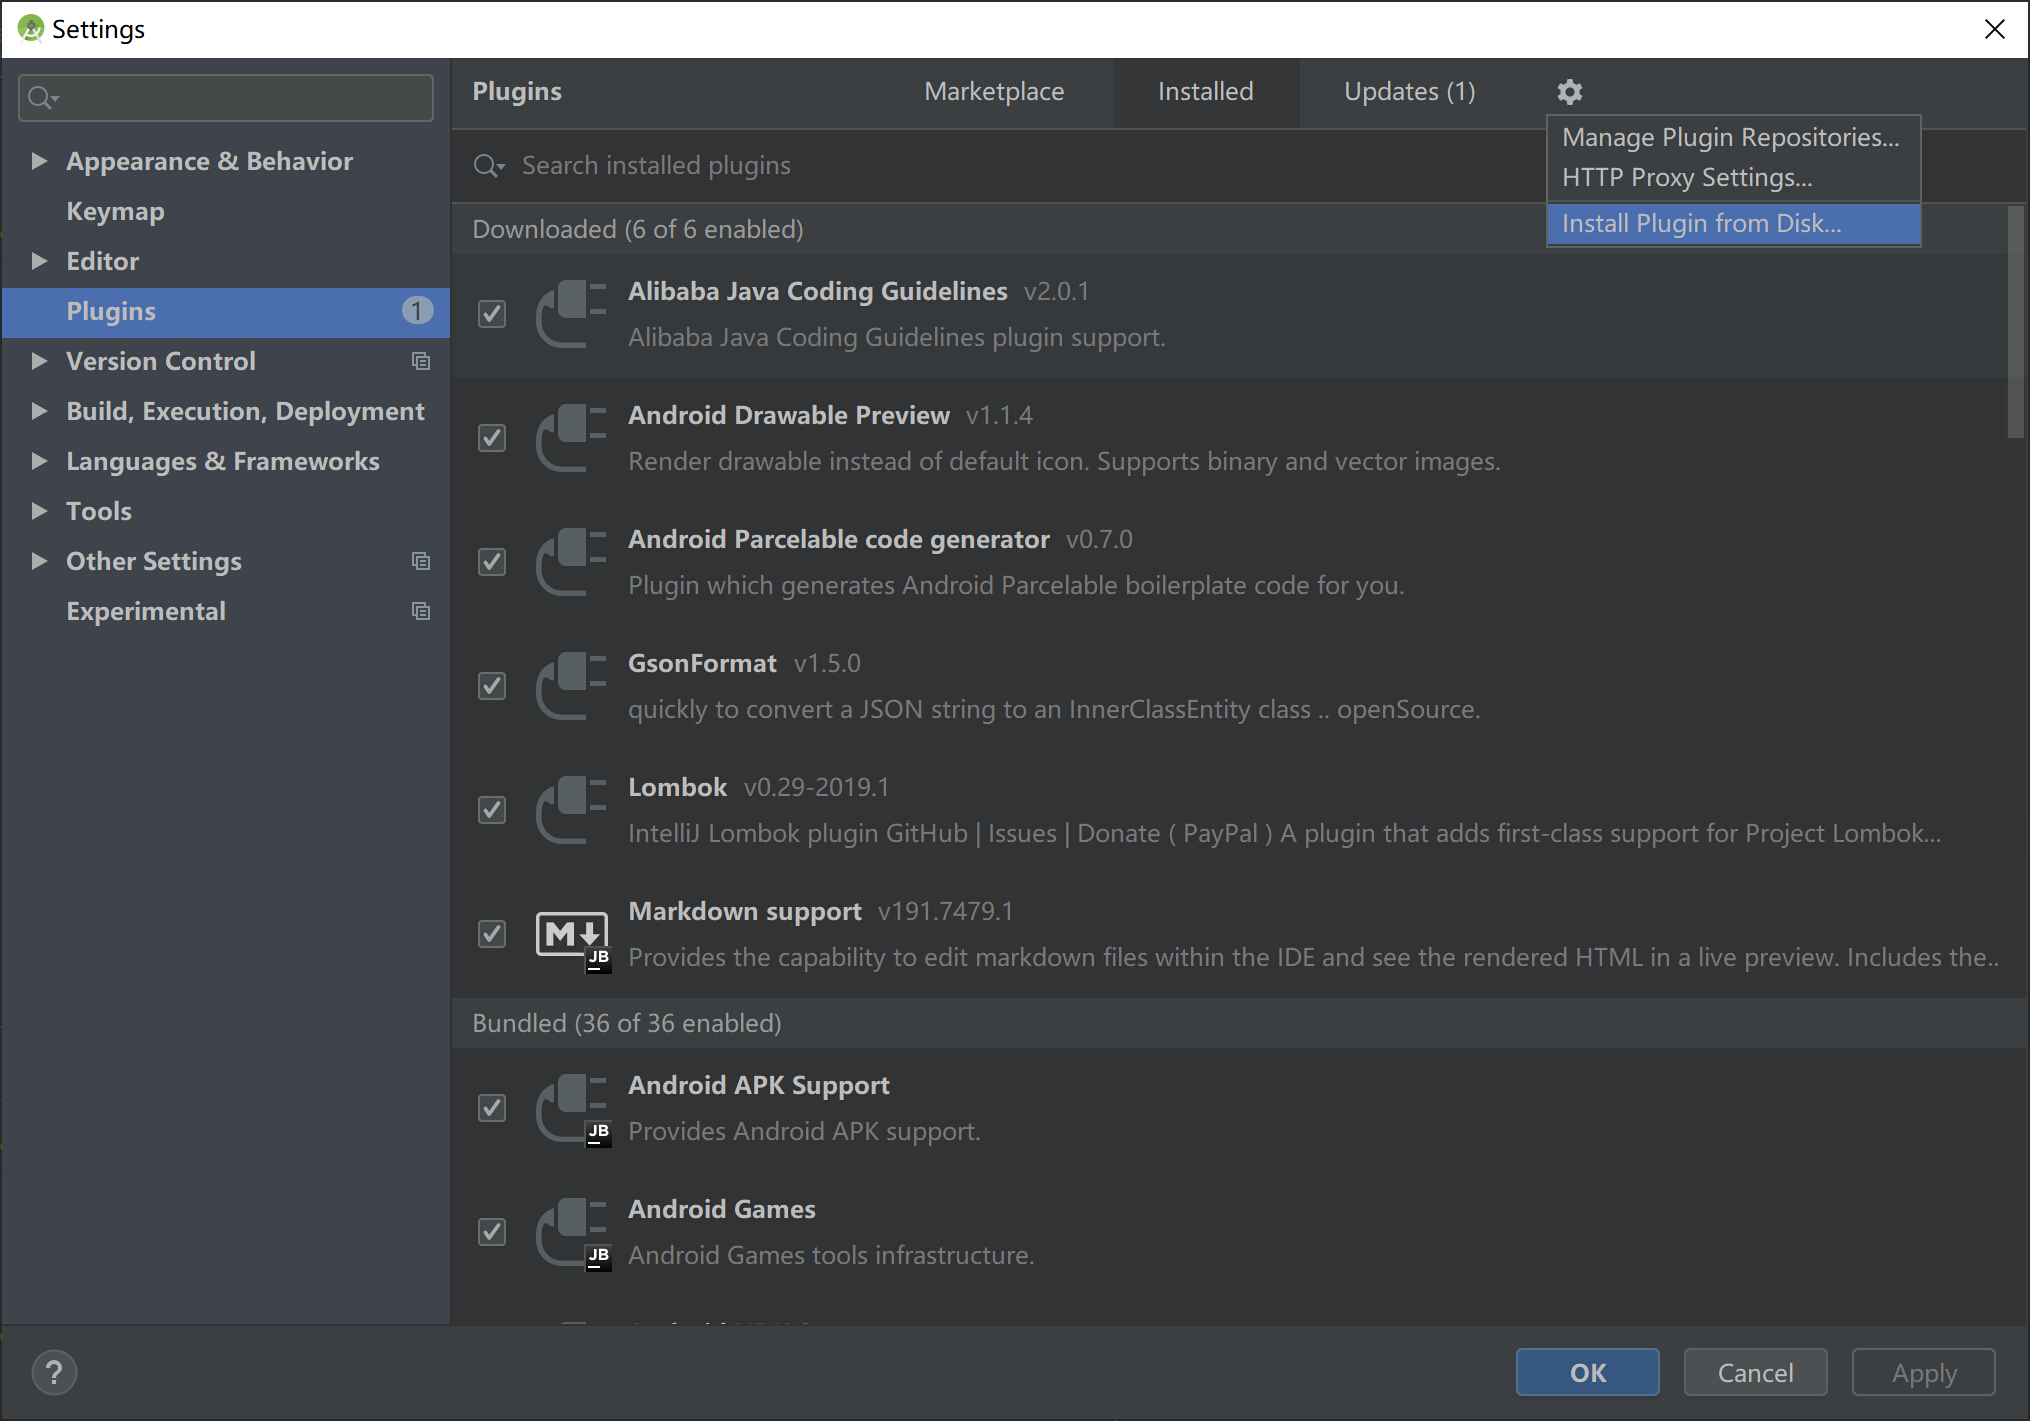 Settings
Plugins
Marketplace
Installed
Updates (1)
Manage Plugin Repositories...
HTTP Proxy Settings...
Install Plugin from Disk...
Appearance & Behavior
Keymap
Editor
Plugins 1
Version Control
Build, Execution, Deployment
Languages & Frameworks
Tools
Other Settings
Experimental
Search installed plugins
Downloaded (6 of 6 enabled)
Alibaba Java Coding Guidelines v2.0.1
Alibaba Java Coding Guidelines plugin support.
Android Drawable Preview v1.1.4
Render drawable instead of default icon. Supports binary and vector images.
Android Parcelable code generator v0.7.0
Plugin which generates Android Parcelable boilerplate code for you.
GsonFormat v1.5.0
quickly to convert a JSON string to an InnerClassEntity class .. openSource.
Lombok v0.29-2019.1
IntelliJ Lombok plugin GitHub | Issues | Donate ( PayPal ) A plugin that adds first-class support for Project Lombok...
Markdown support v191.7479.1
M JB
Provides the capability to edit markdown files within the IDE and see the rendered HTML in a live preview. Includes the..
Bundled (36 of 36 enabled)
Android APK Support
JB
Provides Android APK support.
Android Games
JB
Android Games tools infrastructure.
?
OK
Cancel
Apply